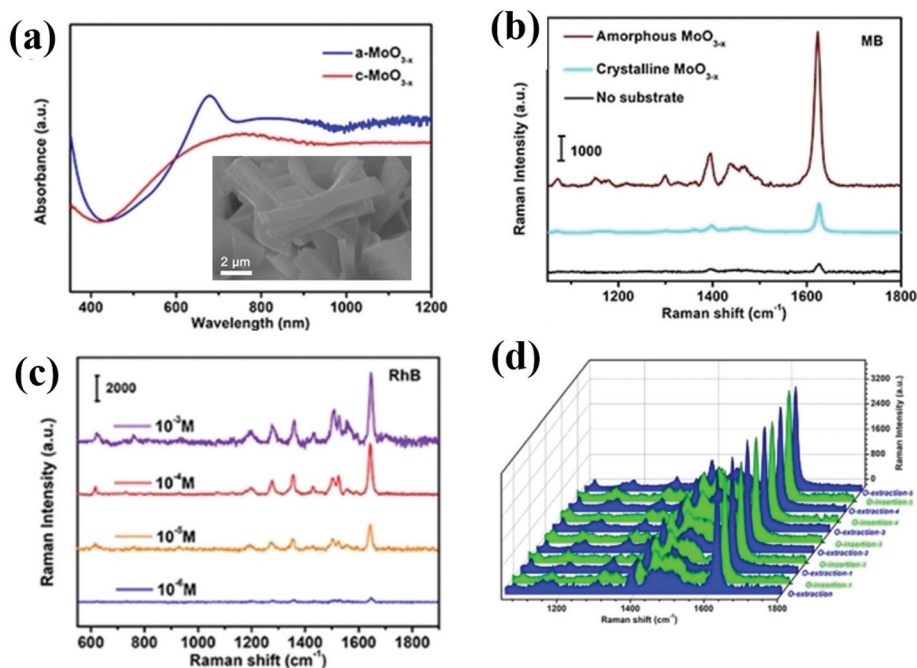 (a)
a-MoO3-x
c-MoO3-x
Absorbance (a.u.)
2 μm
400 600 800 1000 1200
Wavelength (nm)
(b)
Amorphous MoO3-x
MB
Crystalline MoO3-x
No substrate
1000
Raman Intensity (a.u.)
1200 1400 1600 1800
Raman shift (cm-1)
(c)
RhB
2000
10-3M
10-4M
10-5M
10-6M
Raman Intensity (a.u.)
600 800 1000 1200 1400 1600 1800
Raman shift (cm-1)
(d)
3200
2400
1600
800
0
Raman Intensity (a.u.)
O-extraction-5
O-insertion-5
O-extraction-4
O-insertion-4
O-extraction-3
O-insertion-3
O-extraction-2
O-insertion-2
O-extraction-1
O-insertion-1
O-extraction
1200 1400 1600 1800
Raman shift (cm-1)